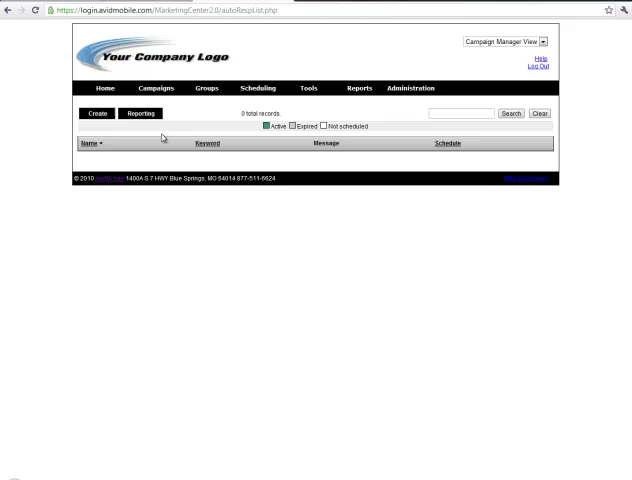 https://login.avidmobile.com/MarketingCenter2.0/autoRespList.php
Your Company Logo
Campaign Manager View
Help
Log Out
Home Campaigns Groups Scheduling Tools Reports Administration
Create Reporting 0 total records. Search Clear
Active Expired Not scheduled
Name Keyword Message Schedule
© 2010 1400A S 7 HWY Blue Springs, MO 64014 877-511-6624